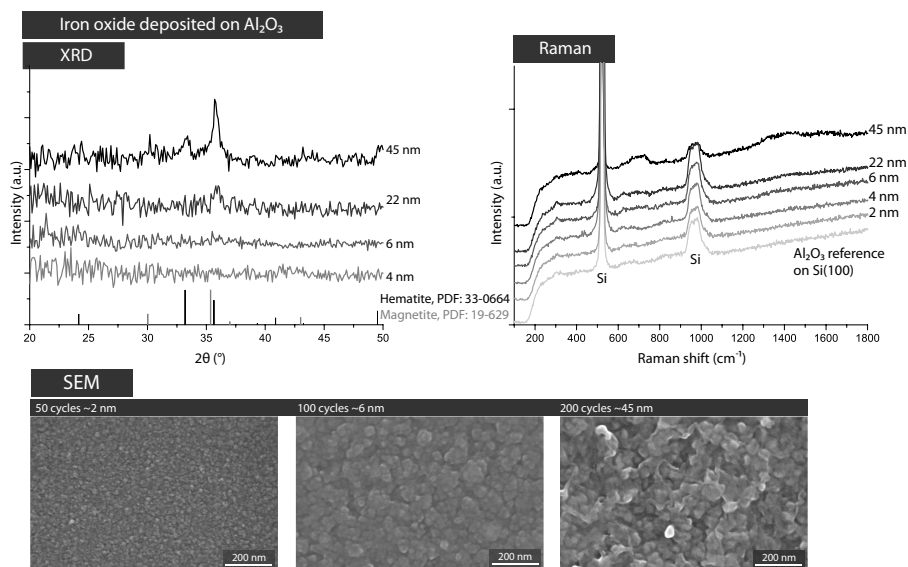 Iron oxide deposited on Al₂O₃
XRD
Intensity (a.u.)
45 nm
22 nm
6 nm
4 nm
Hematite, PDF: 33-0664
Magnetite, PDF: 19-629
20 25 30 35 40 45 50
2θ (°)
Raman
Intensity (a.u.)
45 nm
22 nm
6 nm
4 nm
2 nm
Al₂O₃ reference
on Si(100)
Si
Si
200 400 600 800 1000 1200 1400 1600 1800
Raman shift (cm⁻¹)
SEM
50 cycles ~2 nm
100 cycles ~6 nm
200 cycles ~45 nm
200 nm
200 nm
200 nm